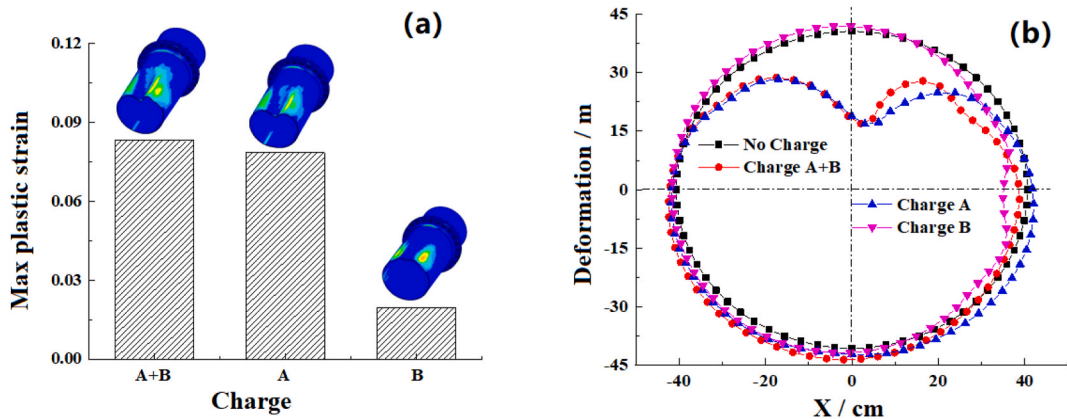 (a)
Max plastic strain
0.12
0.09
0.06
0.03
0.00
A+B
A
B
Charge
(b)
Deformation / m
45
30
15
0
-15
-30
-45
No Charge
Charge A+B
Charge A
Charge B
-40
-20
0
20
40
X / cm